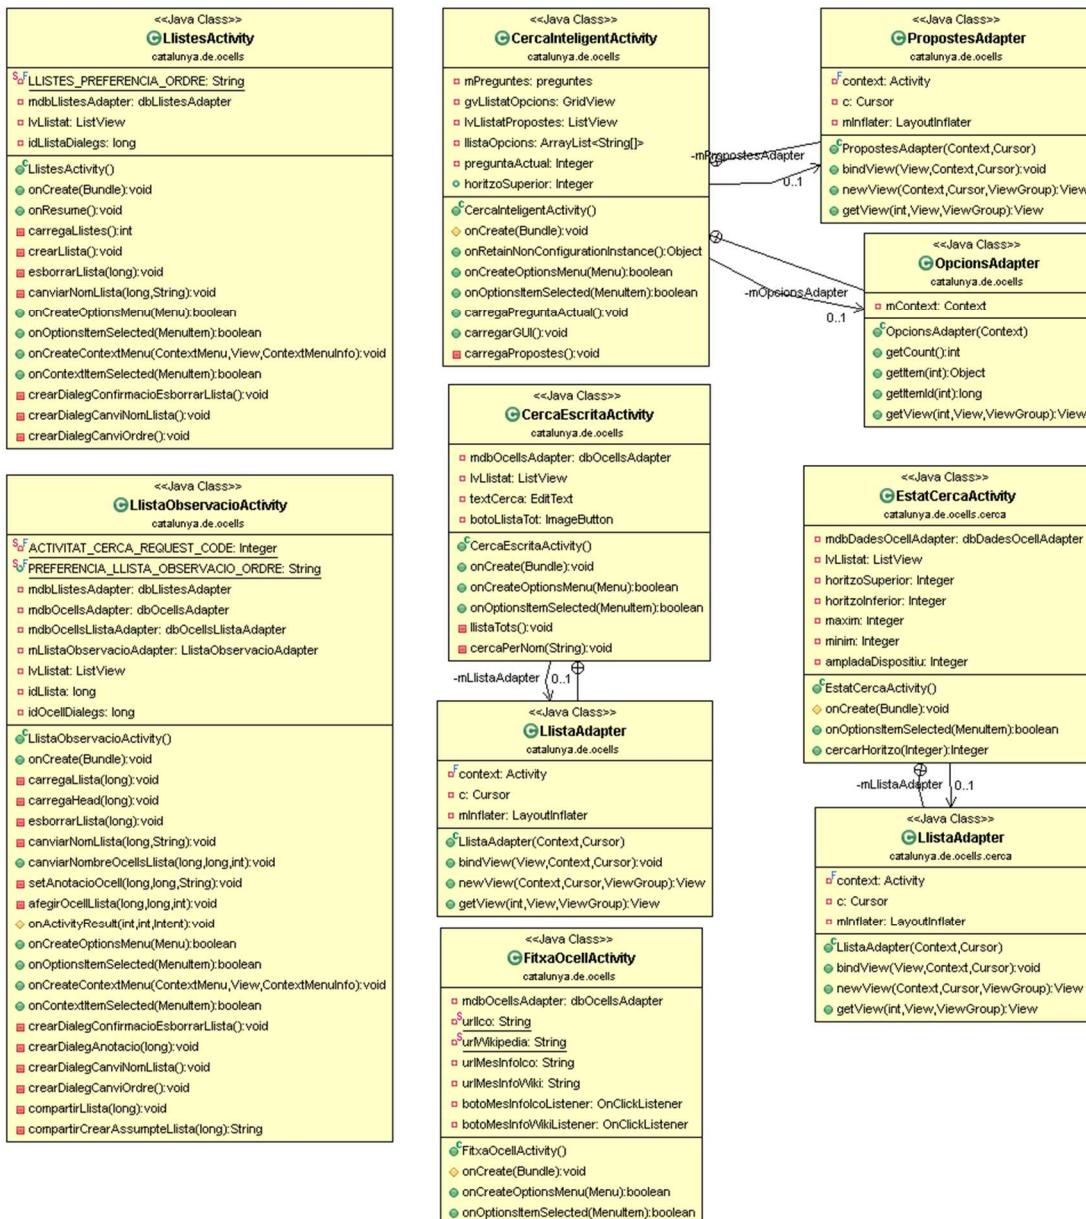 <<Java Class>>
LlistesActivity
catalunya.de.ocells
LLISTES_PREFERENCIA_ORDRE: String
mdbLlistesAdapter: dbLlistesAdapter
lvLlistat: ListView
idLlistaDialegs: long
LlistesActivity()
onCreate(Bundle):void
onResume():void
carregaLlistes():int
crearLlista():void
esborrarLlista(long):void
canviarNomLlista(long,String):void
onCreateOptionsMenu(Menu):boolean
onOptionsItemSelected(MenuItem):boolean
onCreateContextMenu(ContextMenu,View,ContextMenuInfo):void
onContextItemSelected(MenuItem):boolean
crearDialegConfirmacioEsborrarLlista():void
crearDialegCanviNomLlista():void
crearDialegCanviOrdre():void
<<Java Class>>
LlistaObservacioActivity
catalunya.de.ocells
ACTIVITAT_CERCA_REQUEST_CODE: Integer
PREFERENCIA_LLISTA_OBSERVACIO_ORDRE: String
mdbLlistesAdapter: dbLlistesAdapter
mdbOcellsAdapter: dbOcellsAdapter
mdbOcellsLlistaAdapter: dbOcellsLlistaAdapter
mLlistaObservacioAdapter: LlistaObservacioAdapter
lvLlistat: ListView
idLlista: long
idOcellDialegs: long
LlistaObservacioActivity()
onCreate(Bundle):void
carregaLlista(long):void
carregaHead(long):void
esborrarLlista(long):void
canviarNomLlista(long,String):void
canviarNombreOcellsLlista(long,long,int):void
setAnotacioOcell(long,long,String):void
afegirOcellLlista(long,long,int):void
onActivityResult(int,int,Intent):void
onCreateOptionsMenu(Menu):boolean
onOptionsItemSelected(MenuItem):boolean
onCreateContextMenu(ContextMenu,View,ContextMenuInfo):void
onContextItemSelected(MenuItem):boolean
crearDialegConfirmacioEsborrarLlista():void
crearDialegAnotacio(long):void
crearDialegCanviNomLlista():void
crearDialegCanviOrdre():void
compartirLlista(long):void
compartirCrearAssumpteLlista(long):String
<<Java Class>>
CercaInteligentActivity
catalunya.de.ocells
mPreguntes: preguntes
gvLlistatOpcions: GridView
lvLlistatPropostes: ListView
llistaOpcions: ArrayList<String[]>
preguntaActual: Integer
horitzoSuperior: Integer
CercaInteligentActivity()
onCreate(Bundle):void
onRetainNonConfigurationInstance():Object
onCreateOptionsMenu(Menu):boolean
onOptionsItemSelected(MenuItem):boolean
carregaPreguntaActual():void
carregarGUI():void
carregaPropostes():void
-mPropostesAdapter
0..1
-mOpcionsAdapter
0..1
<<Java Class>>
PropostesAdapter
catalunya.de.ocells
context: Activity
c: Cursor
mInflater: LayoutInflater
PropostesAdapter(Context,Cursor)
bindView(View,Context,Cursor):void
newView(Context,Cursor,ViewGroup):View
getView(int,View,ViewGroup):View
<<Java Class>>
OpcionsAdapter
catalunya.de.ocells
mContext: Context
OpcionsAdapter(Context)
getCount():int
getItem(int):Object
getItemId(int):long
getView(int,View,ViewGroup):View
<<Java Class>>
CercaEscritaActivity
catalunya.de.ocells
mdbOcellsAdapter: dbOcellsAdapter
lvLlistat: ListView
textCerca: EditText
botoLlistaTot: ImageButton
CercaEscritaActivity()
onCreate(Bundle):void
onCreateOptionsMenu(Menu):boolean
onOptionsItemSelected(MenuItem):boolean
llistaTots():void
cercaPerNom(String):void
-mLlistaAdapter
0..1
<<Java Class>>
LlistaAdapter
catalunya.de.ocells
context: Activity
c: Cursor
mInflater: LayoutInflater
LlistaAdapter(Context,Cursor)
bindView(View,Context,Cursor):void
newView(Context,Cursor,ViewGroup):View
getView(int,View,ViewGroup):View
<<Java Class>>
FitxaOcellActivity
catalunya.de.ocells
mdbOcellsAdapter: dbOcellsAdapter
urlIco: String
urlWikipedia: String
urlMesInfoIco: String
urlMesInfoWiki: String
botoMesInfoIcoListener: OnClickListener
botoMesInfoWikiListener: OnClickListener
FitxaOcellActivity()
onCreate(Bundle):void
onCreateOptionsMenu(Menu):boolean
onOptionsItemSelected(MenuItem):boolean
<<Java Class>>
EstatCercaActivity
catalunya.de.ocells.cerca
mdbDadesOcellAdapter: dbDadesOcellAdapter
lvLlistat: ListView
horitzoSuperior: Integer
horitzoInferior: Integer
maxim: Integer
minim: Integer
ampladaDispositiu: Integer
EstatCercaActivity()
onCreate(Bundle):void
onOptionsItemSelected(MenuItem):boolean
cercarHoritzo(Integer):Integer
-mLlistaAdapter
0..1
<<Java Class>>
LlistaAdapter
catalunya.de.ocells.cerca
context: Activity
c: Cursor
mInflater: LayoutInflater
LlistaAdapter(Context,Cursor)
bindView(View,Context,Cursor):void
newView(Context,Cursor,ViewGroup):View
getView(int,View,ViewGroup):View